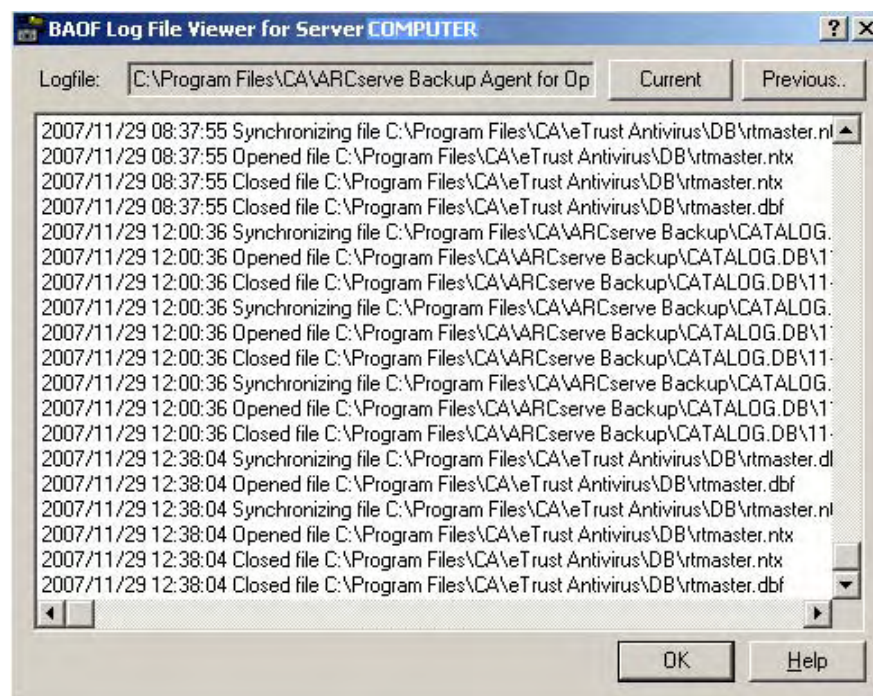 BAOF Log File Viewer for Server COMPUTER
Logfile: C:\Program Files\CA\ARCserve Backup Agent for Op Current Previous..
2007/11/29 08:37:55 Synchronizing file C:\Program Files\CA\eTrust Antivirus\DB\rtmaster.n
2007/11/29 08:37:55 Opened file C:\Program Files\CA\eTrust Antivirus\DB\rtmaster.ntx
2007/11/29 08:37:55 Closed file C:\Program Files\CA\eTrust Antivirus\DB\rtmaster.ntx
2007/11/29 08:37:55 Closed file C:\Program Files\CA\eTrust Antivirus\DB\rtmaster.dbf
2007/11/29 12:00:36 Synchronizing file C:\Program Files\CA\ARCserve Backup\CATALOG.
2007/11/29 12:00:36 Opened file C:\Program Files\CA\ARCserve Backup\CATALOG.DB\1
2007/11/29 12:00:36 Closed file C:\Program Files\CA\ARCserve Backup\CATALOG.DB\11-
2007/11/29 12:00:36 Synchronizing file C:\Program Files\CA\ARCserve Backup\CATALOG.
2007/11/29 12:00:36 Opened file C:\Program Files\CA\ARCserve Backup\CATALOG.DB\1
2007/11/29 12:00:36 Closed file C:\Program Files\CA\ARCserve Backup\CATALOG.DB\11-
2007/11/29 12:00:36 Synchronizing file C:\Program Files\CA\ARCserve Backup\CATALOG.
2007/11/29 12:00:36 Opened file C:\Program Files\CA\ARCserve Backup\CATALOG.DB\1
2007/11/29 12:00:36 Closed file C:\Program Files\CA\ARCserve Backup\CATALOG.DB\11-
2007/11/29 12:38:04 Synchronizing file C:\Program Files\CA\eTrust Antivirus\DB\rtmaster.d
2007/11/29 12:38:04 Opened file C:\Program Files\CA\eTrust Antivirus\DB\rtmaster.dbf
2007/11/29 12:38:04 Synchronizing file C:\Program Files\CA\eTrust Antivirus\DB\rtmaster.n
2007/11/29 12:38:04 Opened file C:\Program Files\CA\eTrust Antivirus\DB\rtmaster.ntx
2007/11/29 12:38:04 Closed file C:\Program Files\CA\eTrust Antivirus\DB\rtmaster.ntx
2007/11/29 12:38:04 Closed file C:\Program Files\CA\eTrust Antivirus\DB\rtmaster.dbf
OK Help